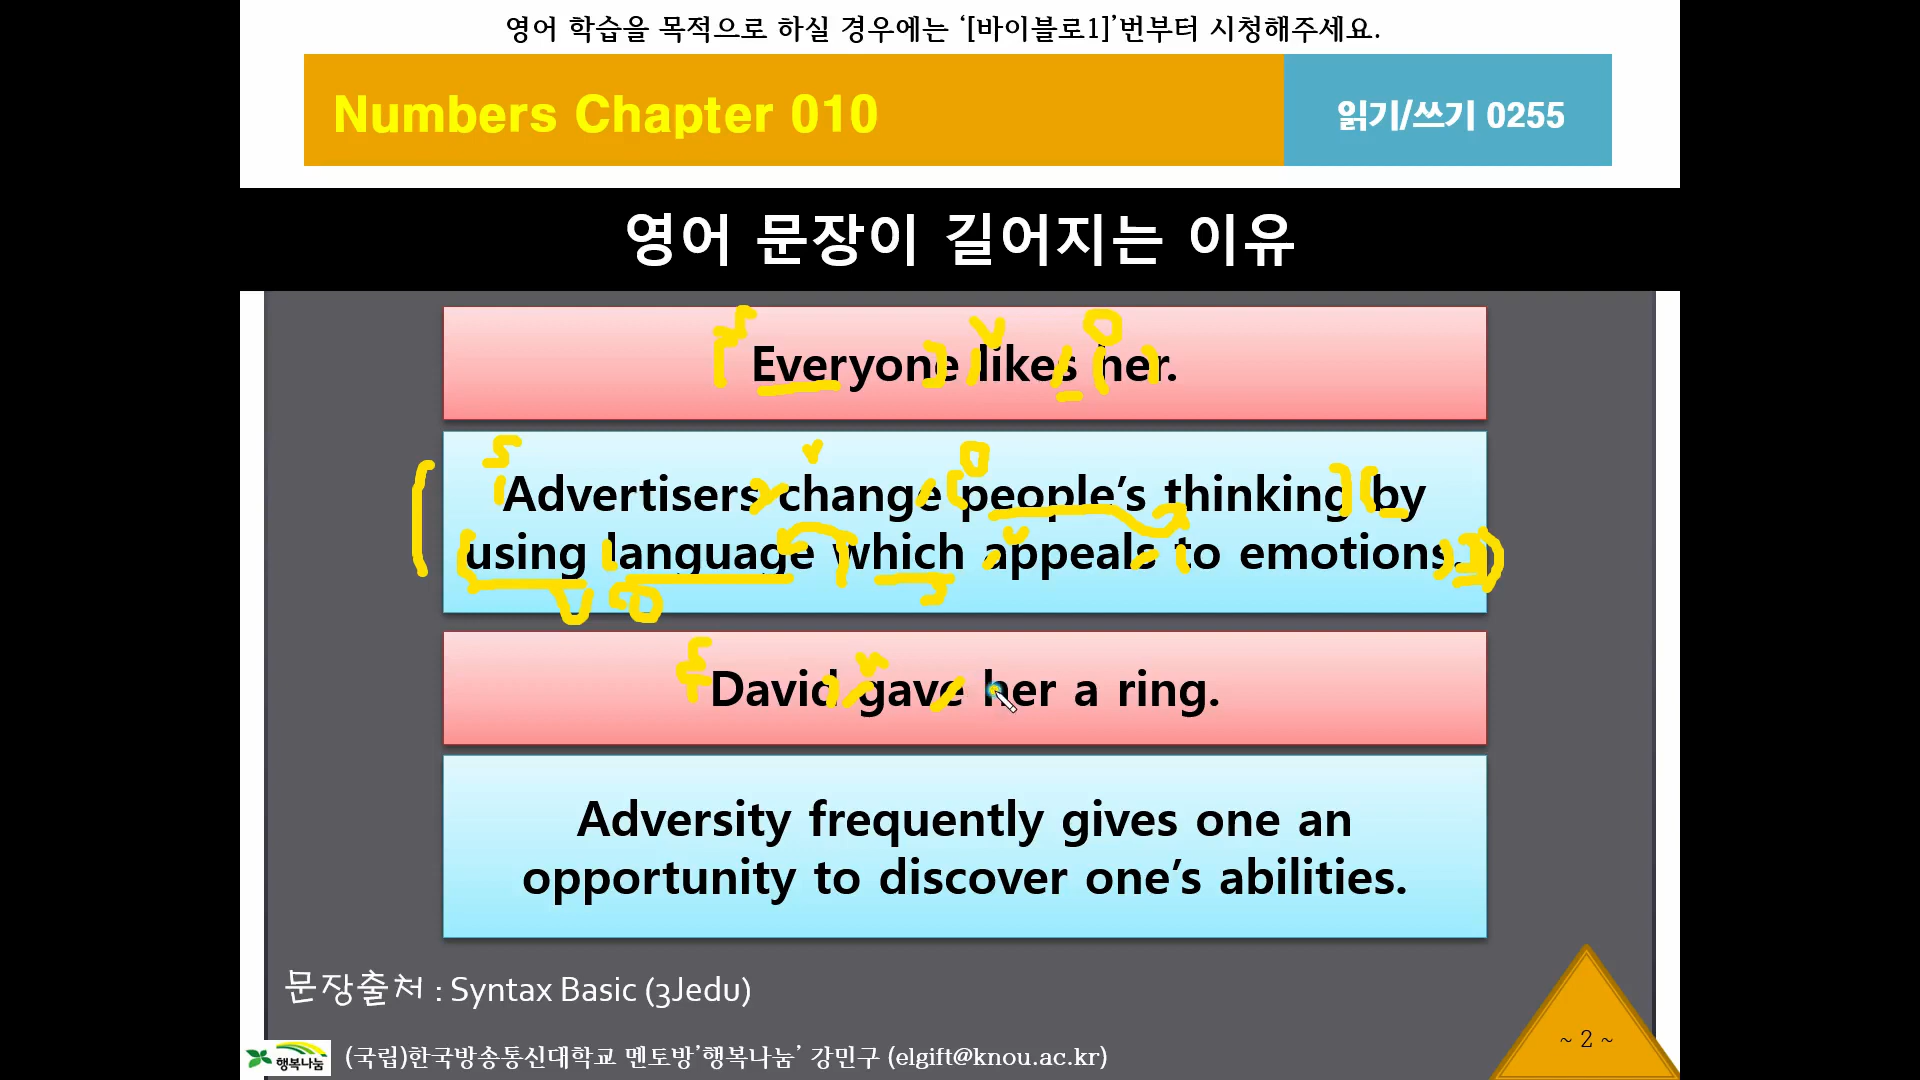 영어 학습을 목적으로 하실 경우에는 ‘[바이블로1]’번부터 시청해주세요.
Numbers Chapter 010
읽기/쓰기 0255
영어 문장이 길어지는 이유
Everyone likes her.
Advertisers change people’s thinking by
using language which appeals to emotions.
David gave her a ring.
Adversity frequently gives one an
opportunity to discover one’s abilities.
문장출처 : Syntax Basic (3Jedu)
행복나눔
(국립)한국방송통신대학교 멘토방’행복나눔’ 강민구 (elgift@knou.ac.kr)
~ 2 ~